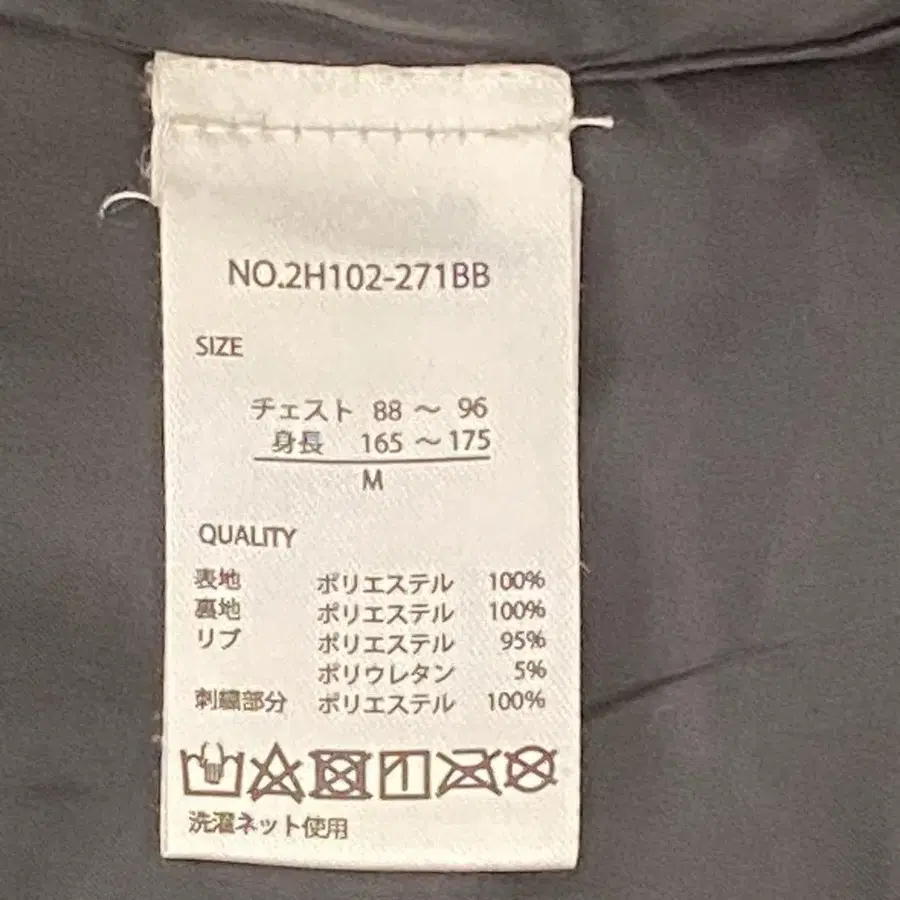 NO.2H102-271BB
SIZE
チェスト 88 ～ 96
身長 165 ～ 175
M
QUALITY
表地 ポリエステル 100%
裏地 ポリエステル 100%
リブ ポリエステル 95%
ポリウレタン 5%
刺繍部分 ポリエステル 100%
洗濯ネット使用